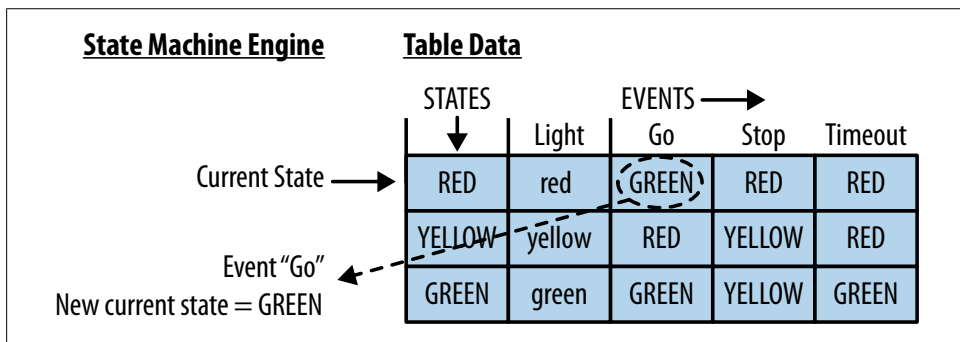 State Machine Engine Table Data
STATES EVENTS
Light Go Stop Timeout
Current State RED red GREEN RED RED
YELLOW yellow RED YELLOW RED
Event “Go”
New current state = GREEN
GREEN green GREEN YELLOW GREEN